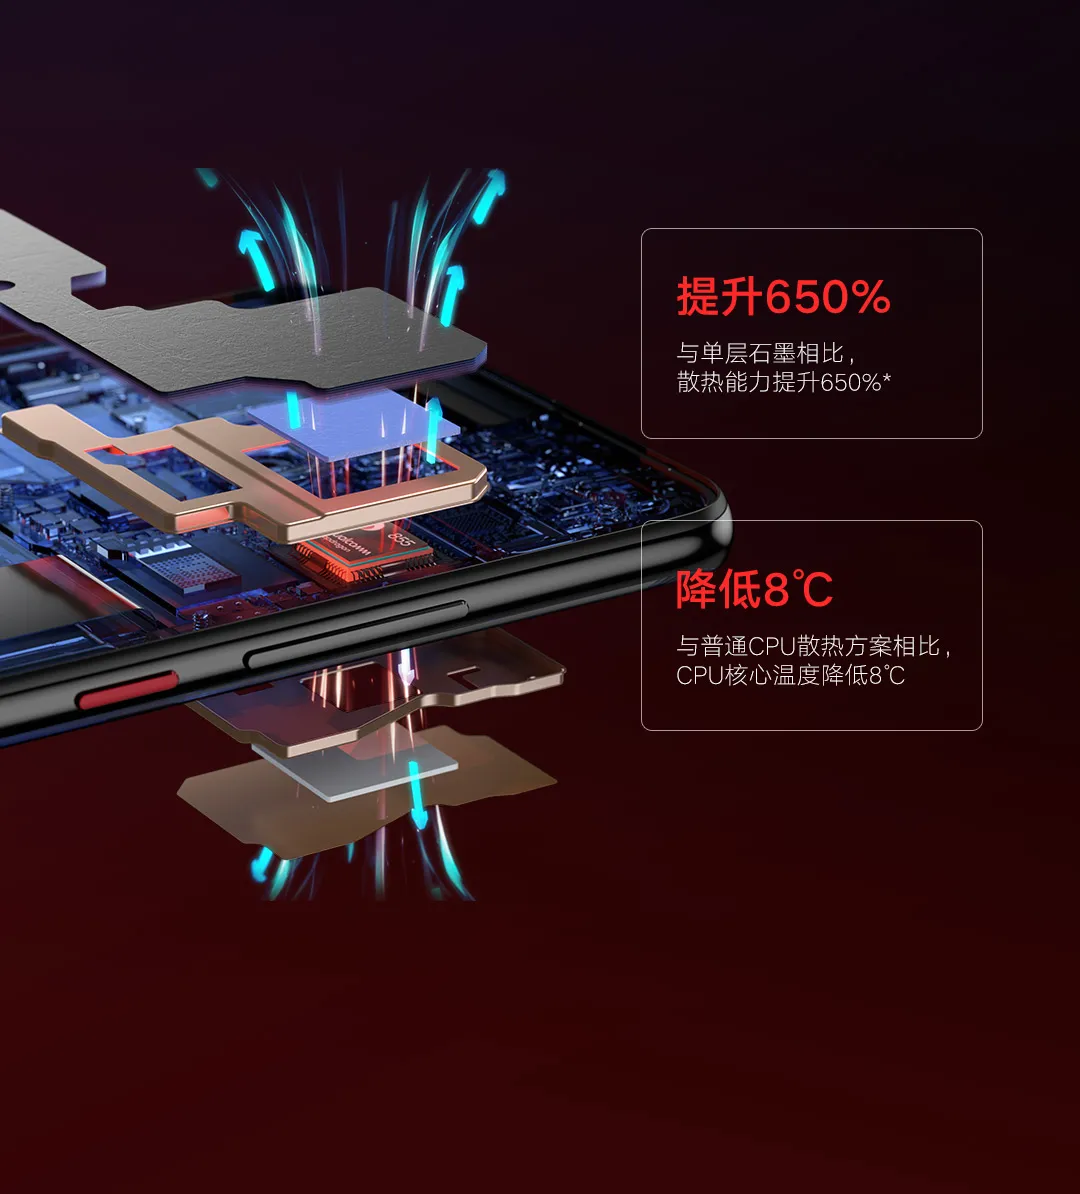 提升650%
与单层石墨相比，
散热能力提升650%*
855
降低8℃
与普通CPU散热方案相比，
CPU核心温度降低8℃